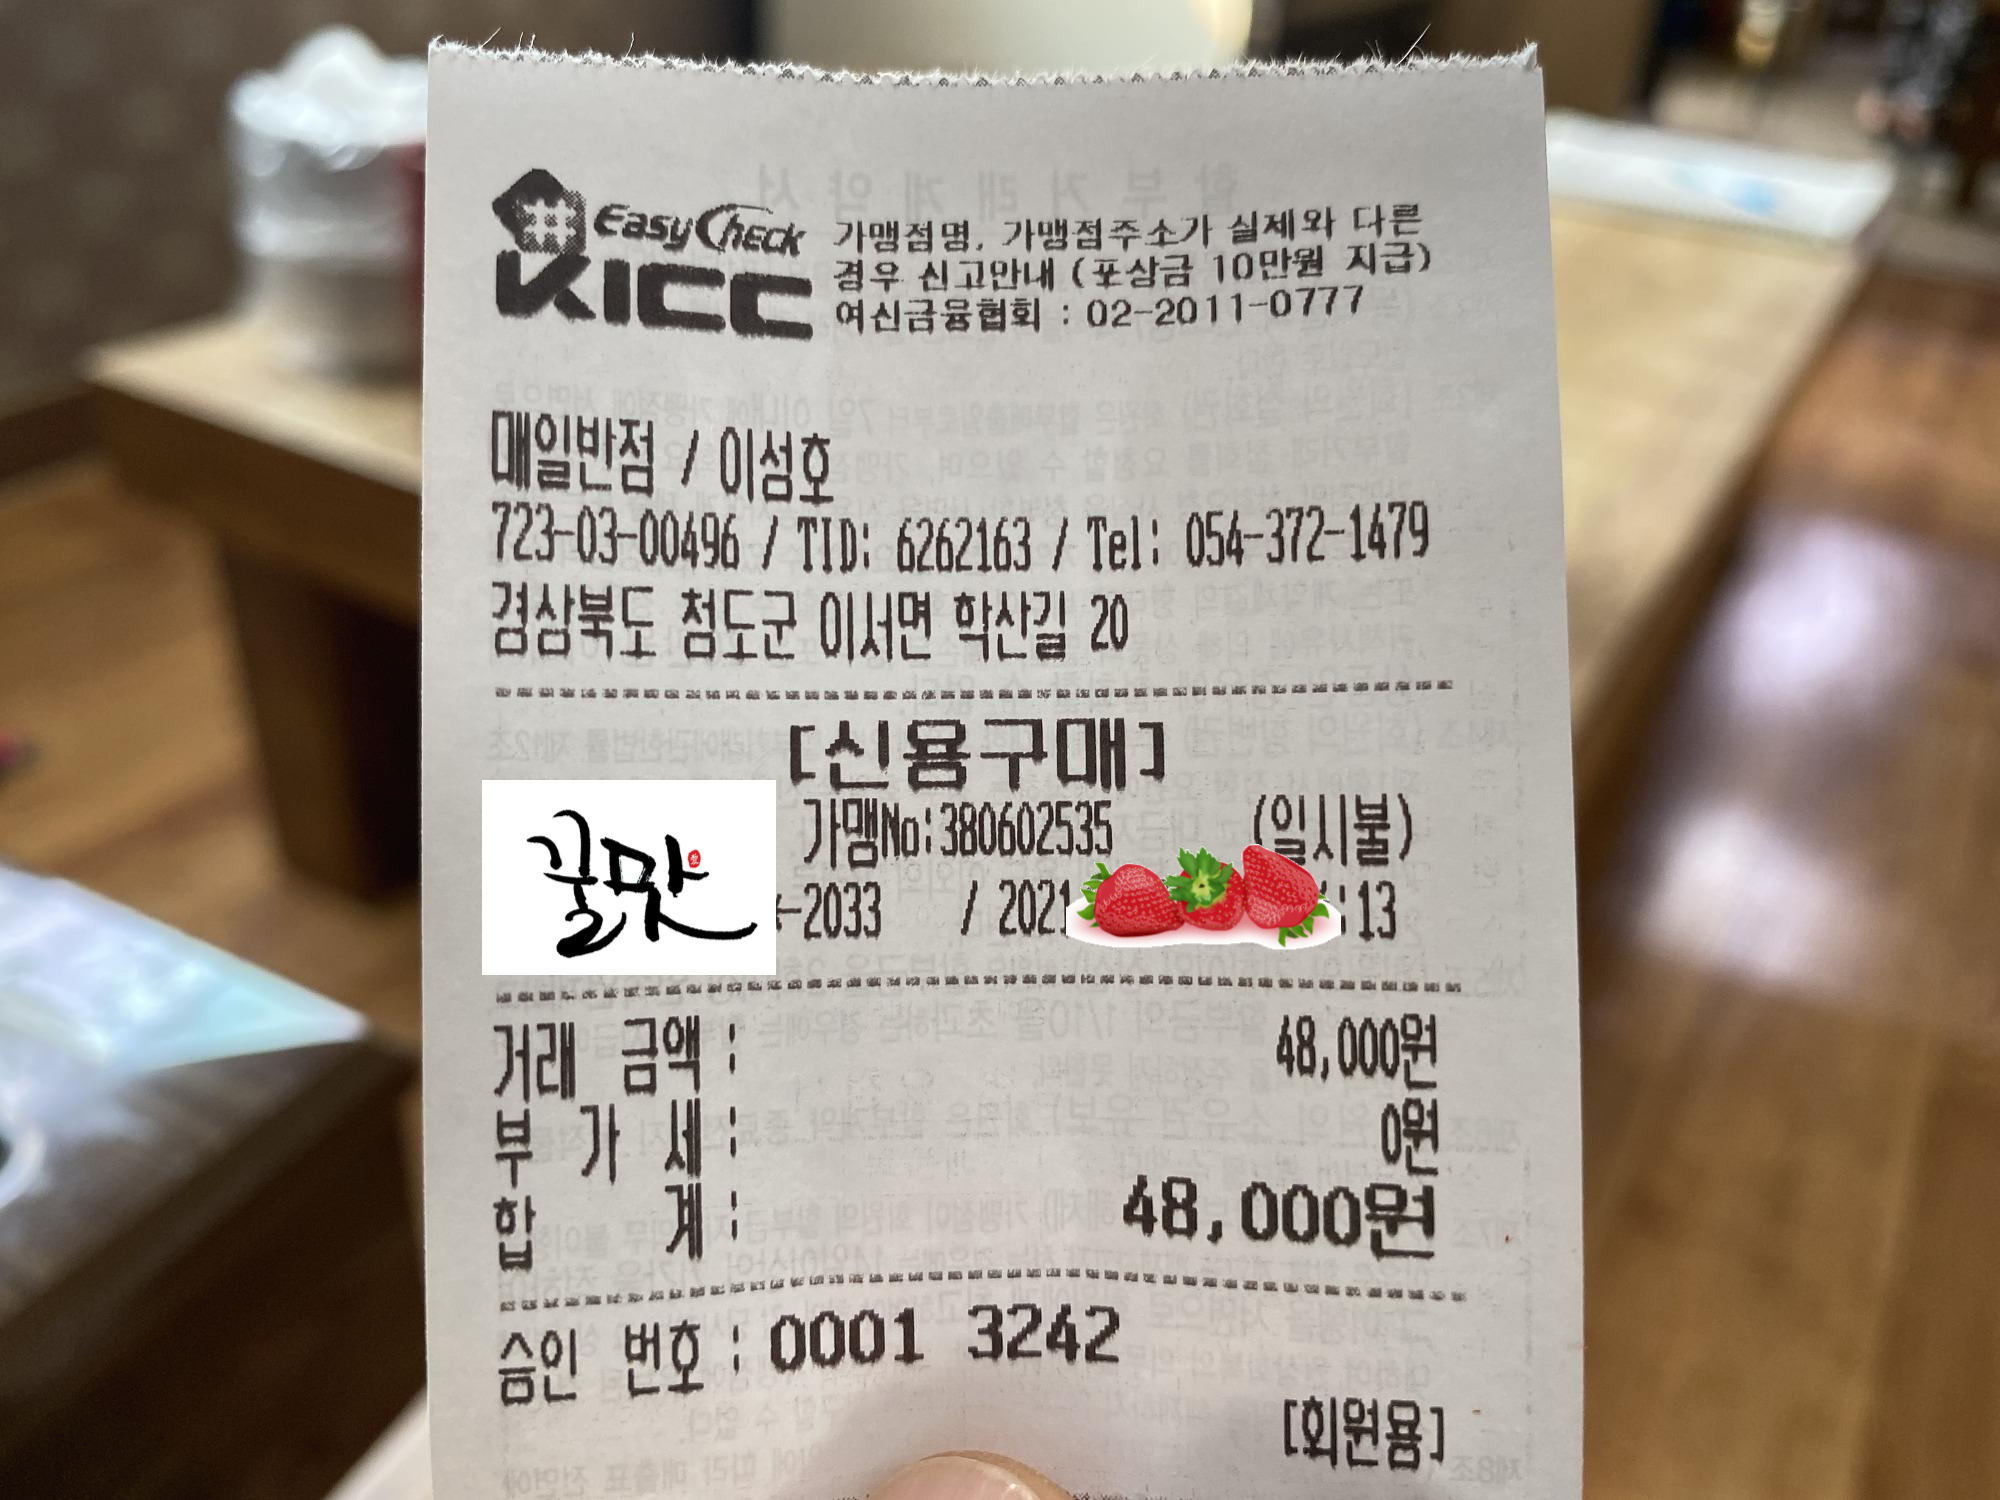 EasyCheck
KICC
가맹점명, 가맹점주소가 실제와 다른
경우 신고안내 (포상금 10만원 지급)
여신금융협회 : 02-2011-0777
매일반점 / 이섬호
723-03-00496 / TID: 6262163 / Tel: 054-372-1479
경상북도 청도군 이서면 학산길 20
[신용구매]
꿀맛
가맹No:380602535 (일시불)
-2033 / 2021 :13
거래 금액 : 48,000원
부 가 세 : 0원
합 계 : 48,000원
승인 번호 : 0001 3242
[회원용]